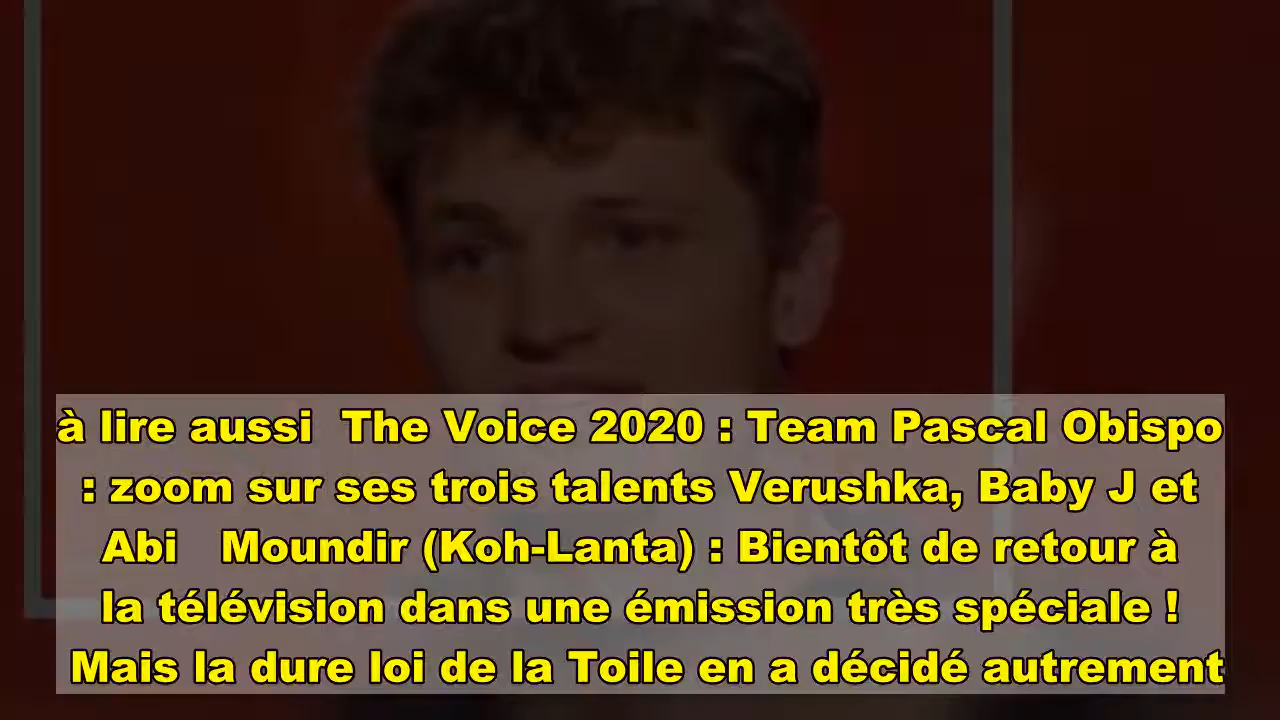 à lire aussi  The Voice 2020 : Team Pascal Obispo
: zoom sur ses trois talents Verushka, Baby J et
Abi   Moundir (Koh-Lanta) : Bientôt de retour à
la télévision dans une émission très spéciale !
Mais la dure loi de la Toile en a décidé autrement